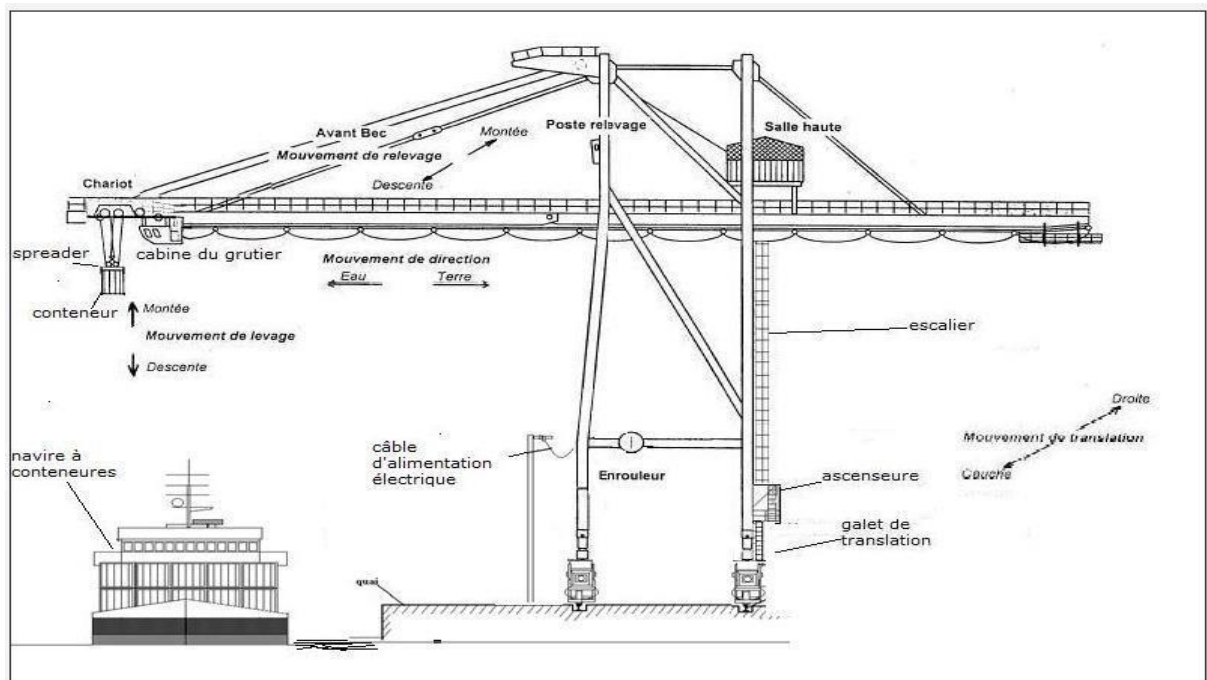 Avant Bec
Mouvement de relevage
Montée
Descente
Poste relevage
Salle haute
Chariot
spreader
cabine du grutier
conteneur
Mouvement de direction
Eau
Terre
Montée
Mouvement de levage
Descente
escalier
Droite
Mouvement de translation
Gauche
navire à
conteneures
câble
d'alimentation
électrique
Enrouleur
ascenseure
galet de
translation
quai